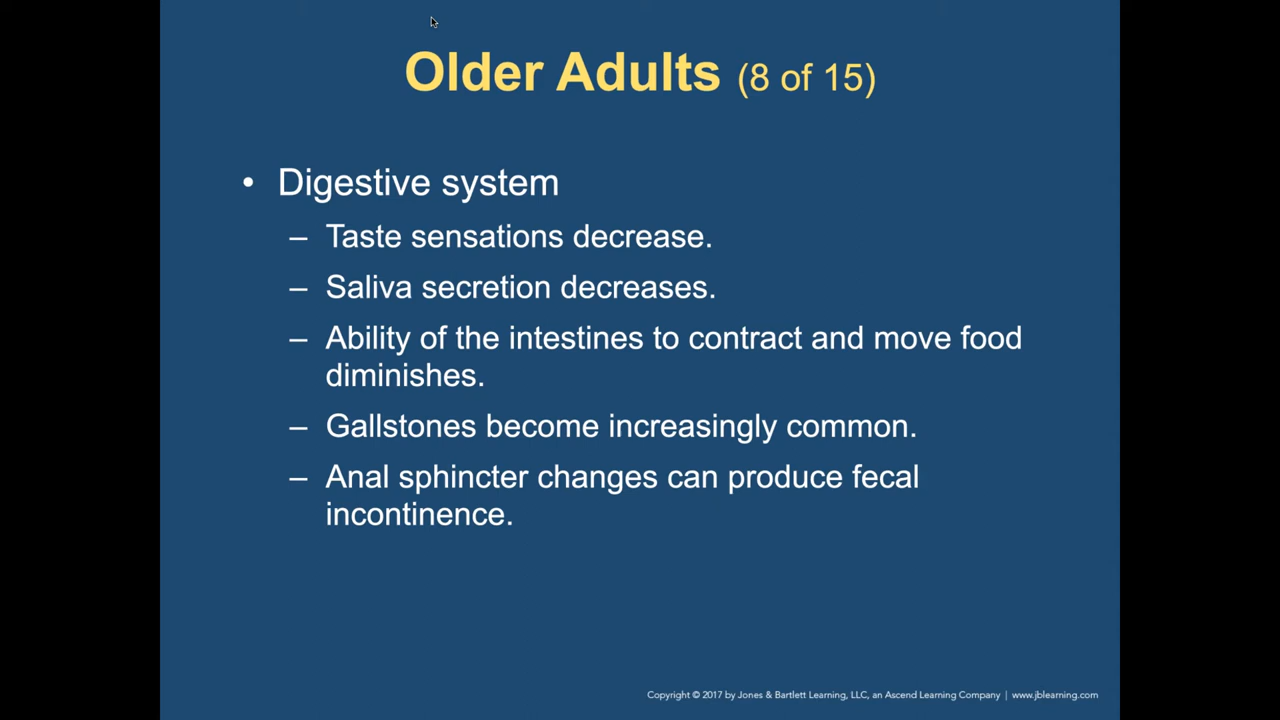 Older Adults (8 of 15)
• Digestive system
– Taste sensations decrease.
– Saliva secretion decreases.
– Ability of the intestines to contract and move food
diminishes.
– Gallstones become increasingly common.
– Anal sphincter changes can produce fecal
incontinence.
Copyright © 2017 by Jones & Bartlett Learning, LLC, an Ascend Learning Company | www.jblearning.com